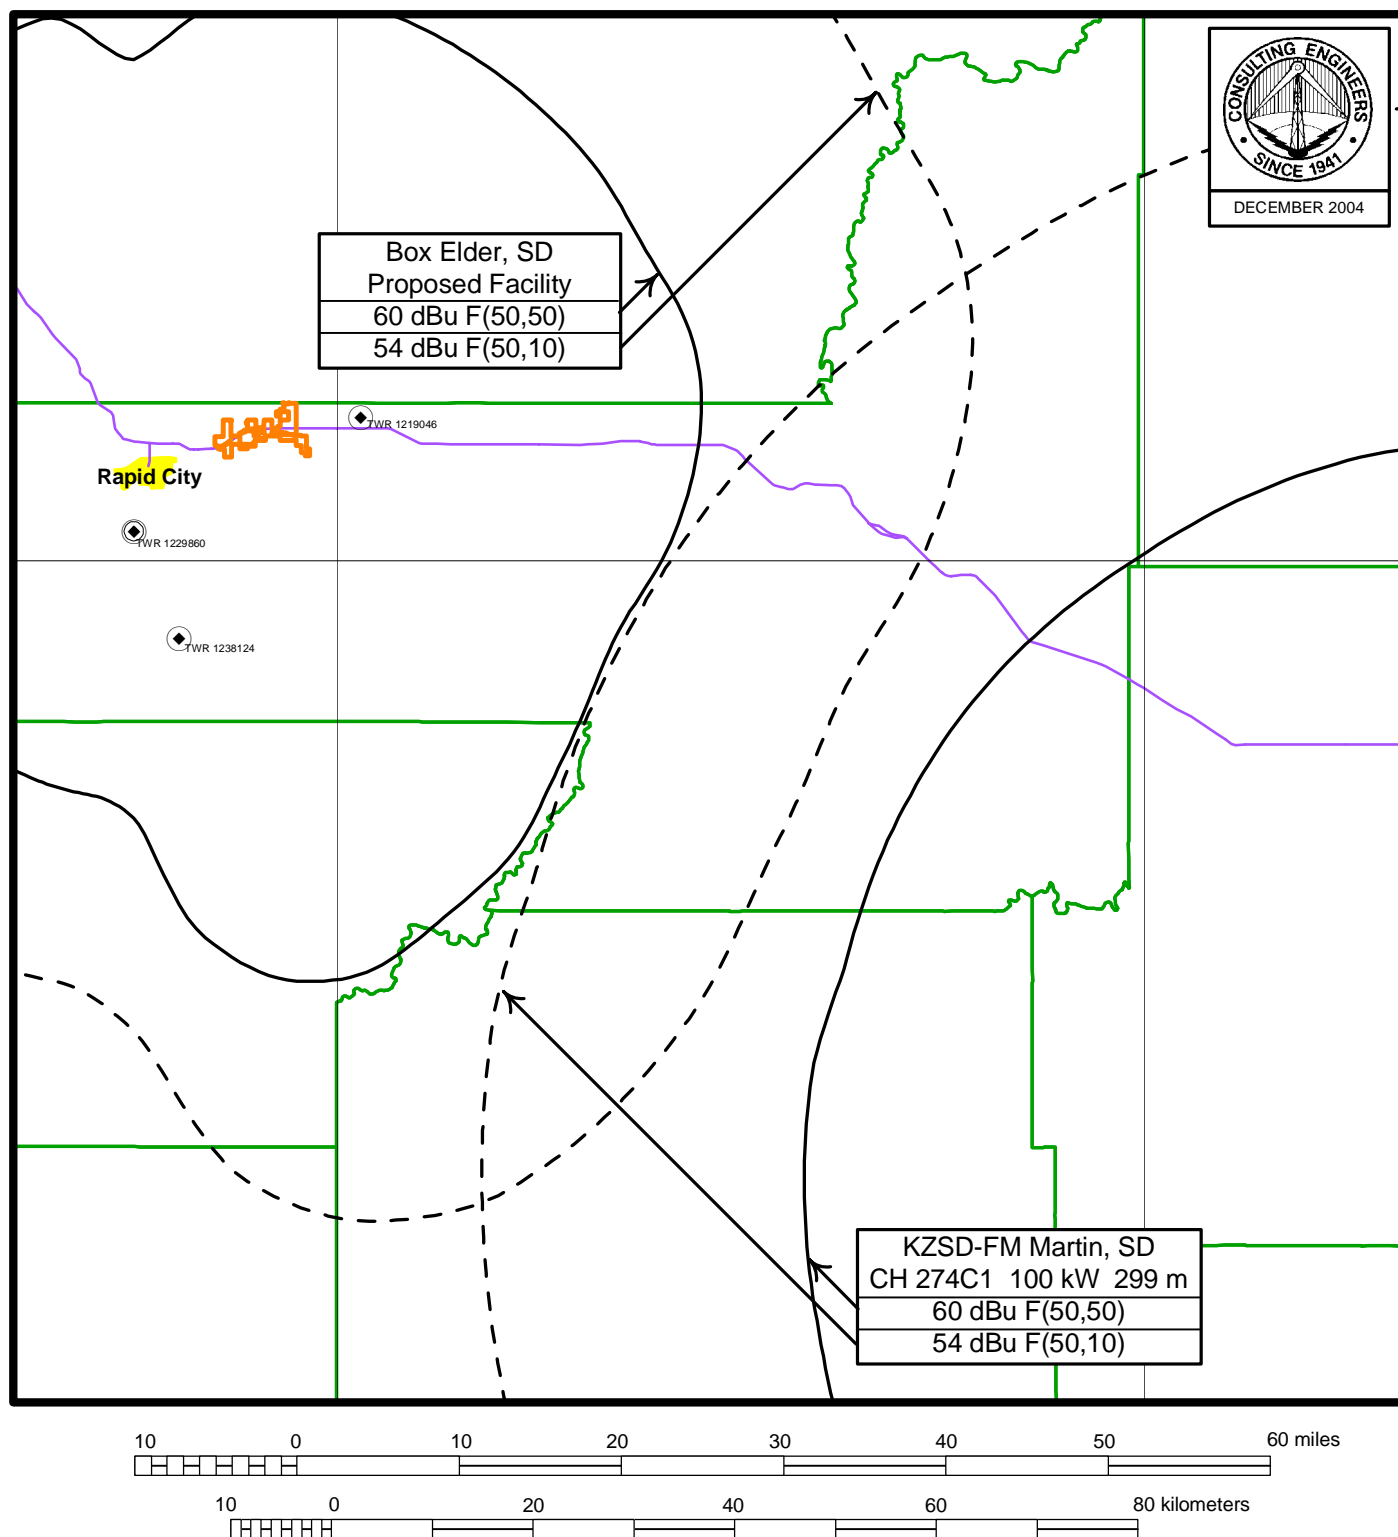 CONSULTING ENGINEERS
• SINCE 1941 •
DECEMBER 2004
Box Elder, SD
Proposed Facility
60 dBu F(50,50)
54 dBu F(50,10)
TWR 1219046
Rapid City
TWR 1229860
TWR 1238124
KZSD-FM Martin, SD
CH 274C1 100 kW 299 m
60 dBu F(50,50)
54 dBu F(50,10)
10 0 10 20 30 40 50 60 miles
10 0 20 40 60 80 kilometers